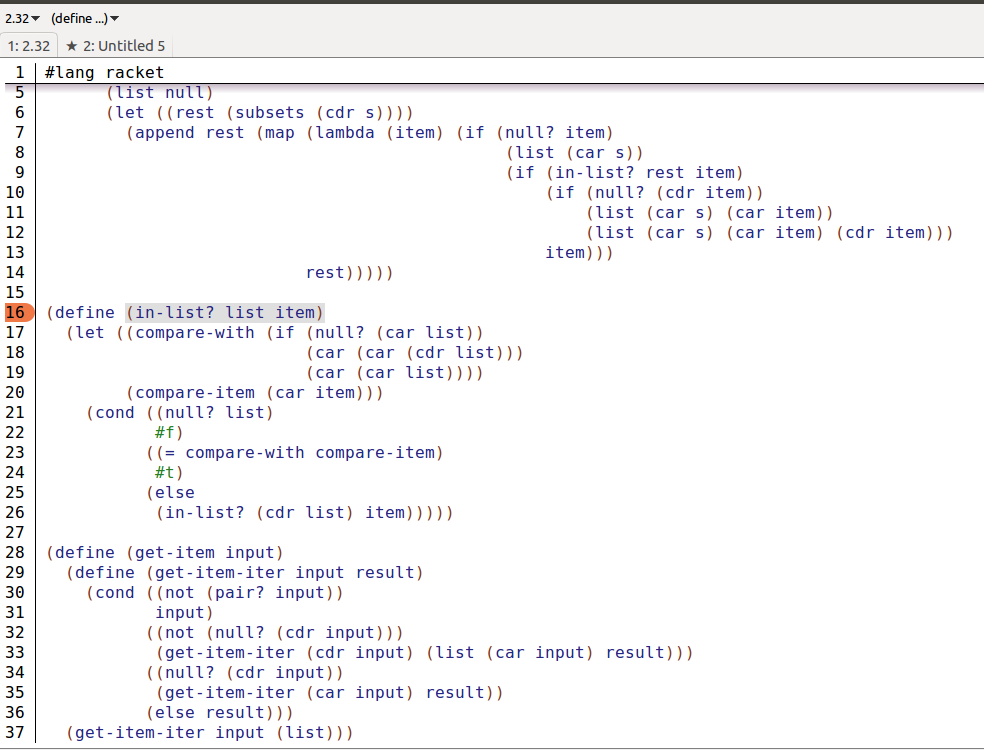 2.32 (define ...)
1: 2.32 ★ 2: Untitled 5
1 #lang racket
5       (list null)
6       (let ((rest (subsets (cdr s))))
7         (append rest (map (lambda (item) (if (null? item)
8                                               (list (car s))
9                                               (if (in-list? rest item)
10                                                   (if (null? (cdr item))
11                                                       (list (car s) (car item))
12                                                       (list (car s) (car item) (cdr item)))
13                                                   item)))
14                           rest)))))
15
16 (define (in-list? list item)
17   (let ((compare-with (if (null? (car list))
18                           (car (car (cdr list)))
19                           (car (car list))))
20         (compare-item (car item)))
21     (cond ((null? list)
22            #f)
23           ((= compare-with compare-item)
24            #t)
25           (else
26            (in-list? (cdr list) item)))))
27
28 (define (get-item input)
29   (define (get-item-iter input result)
30     (cond ((not (pair? input))
31            input)
32           ((not (null? (cdr input)))
33            (get-item-iter (cdr input) (list (car input) result)))
34           ((null? (cdr input))
35            (get-item-iter (car input) result))
36           (else result)))
37   (get-item-iter input (list)))